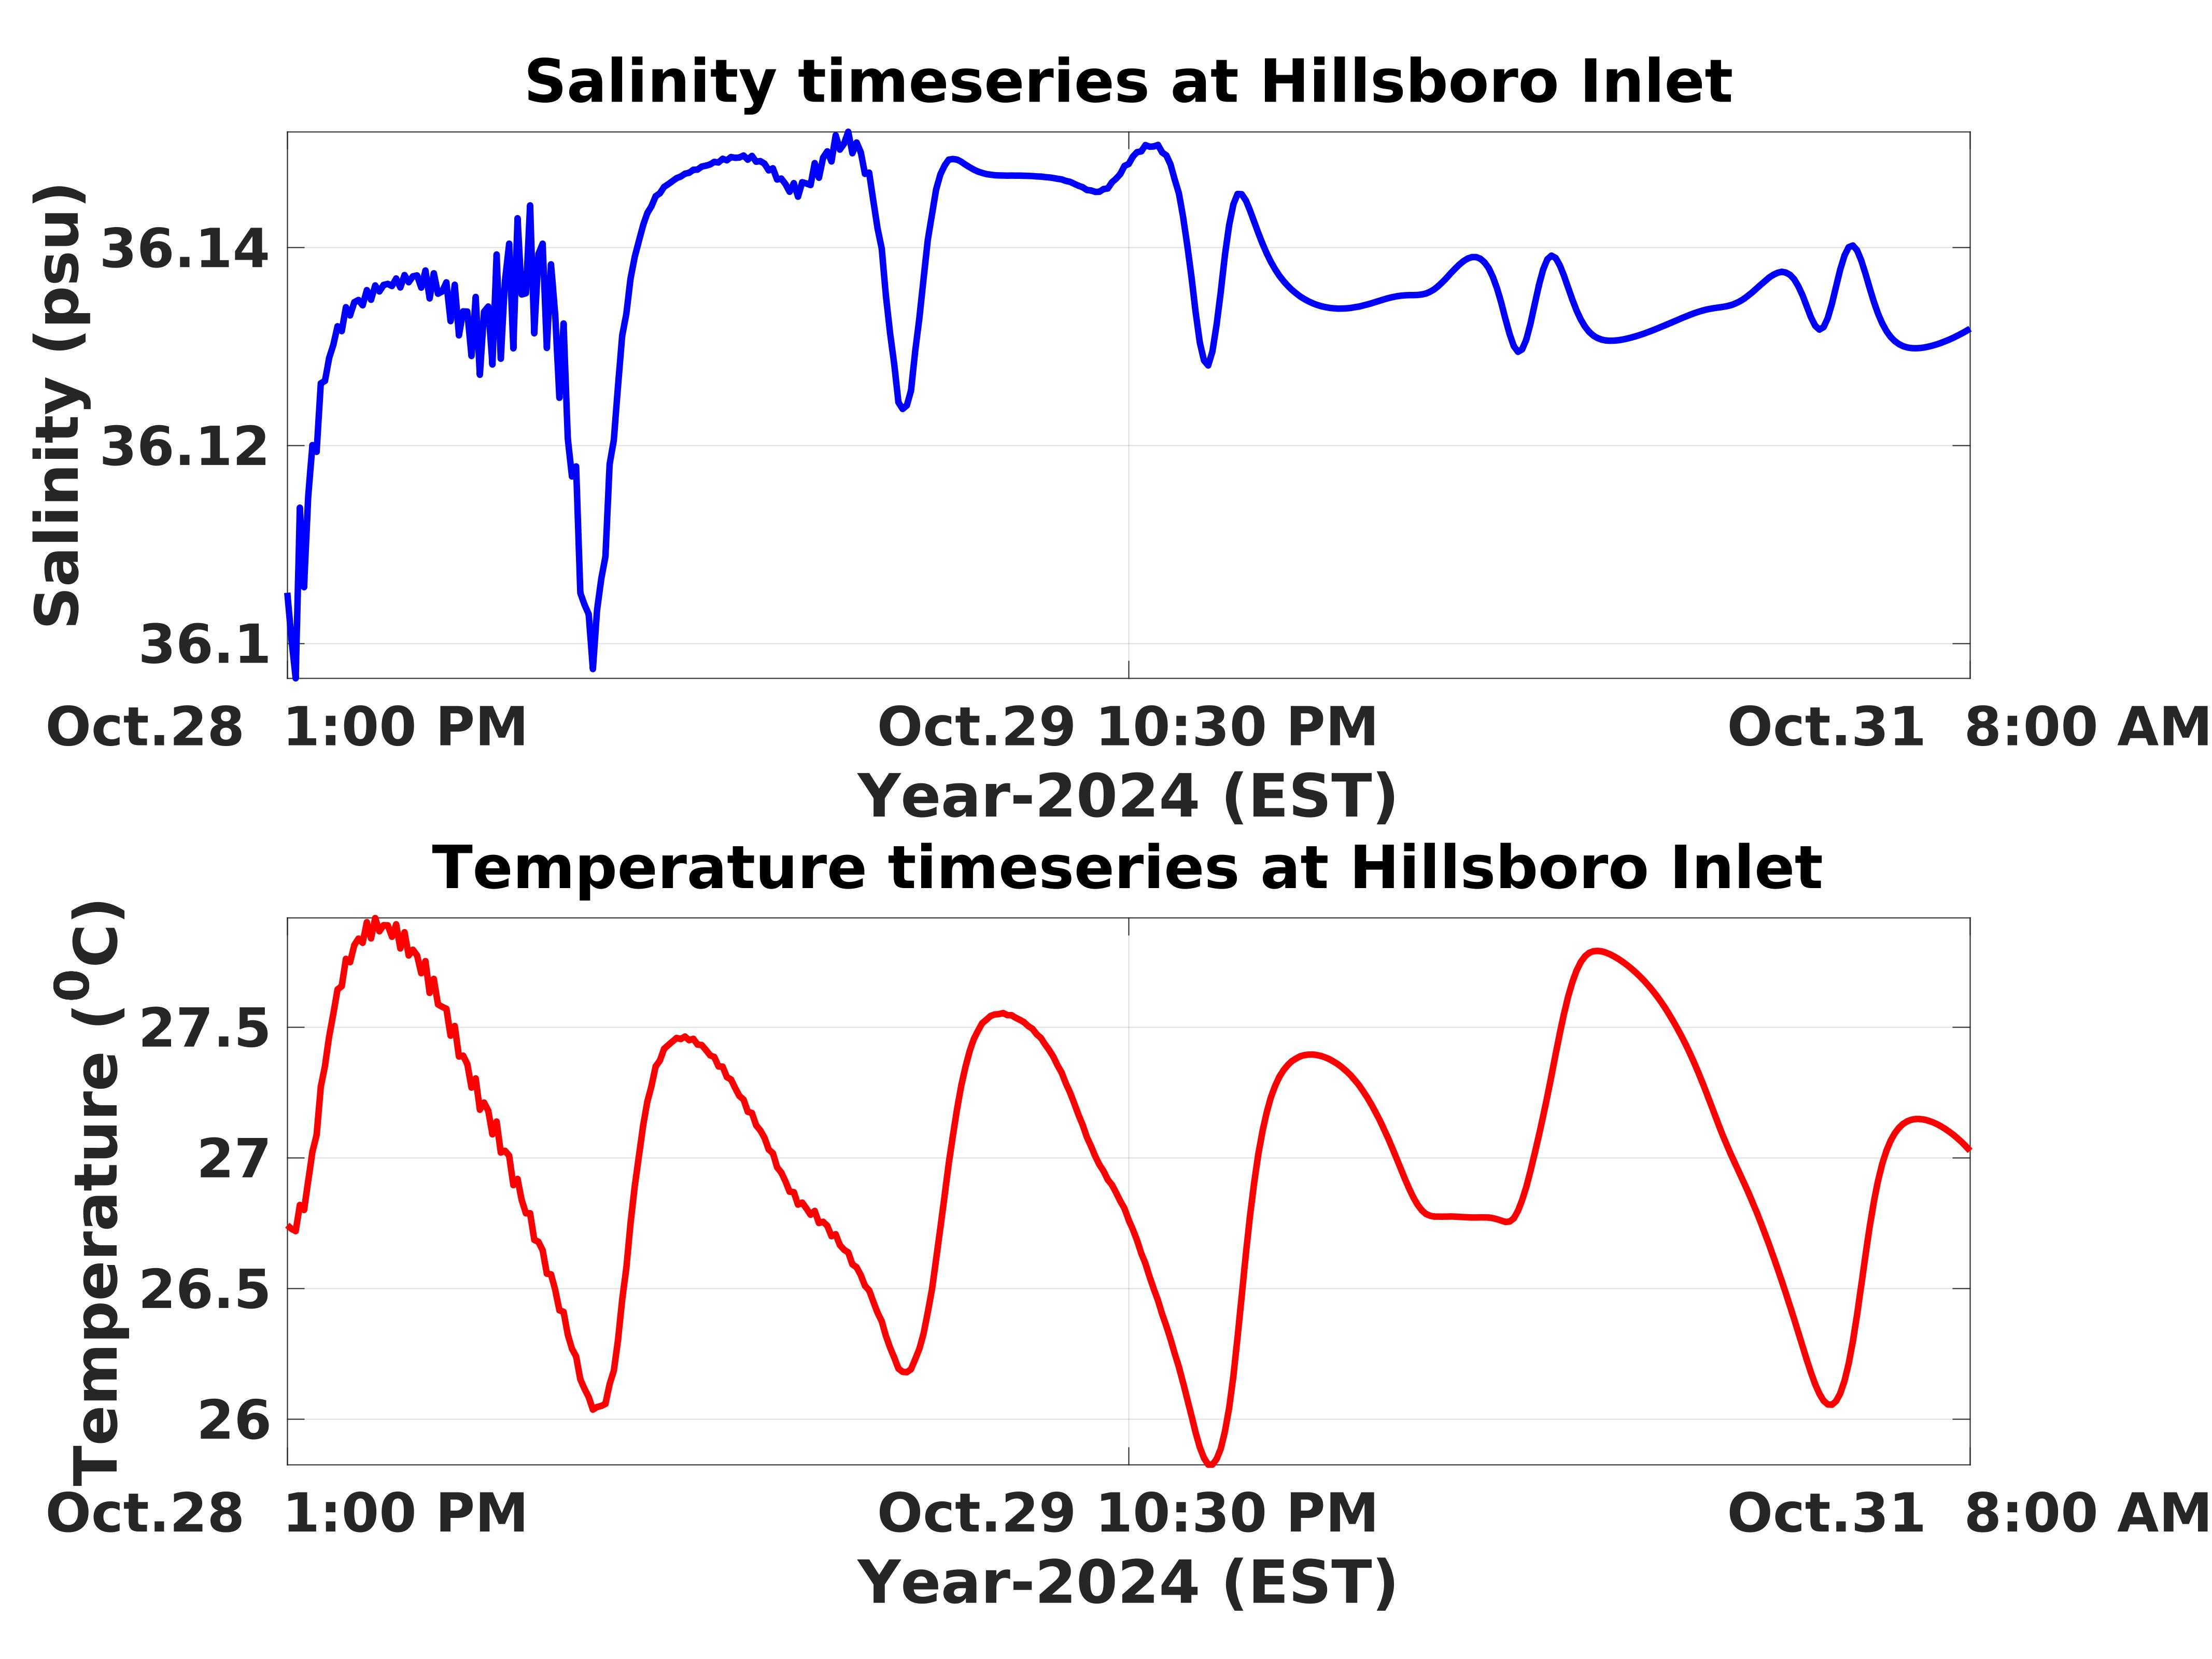 Salinity timeseries at Hillsboro Inlet
Salinity (psu)
36.14
36.12
36.1
Oct.28  1:00 PM
Oct.29 10:30 PM
Oct.31  8:00 AM
Year-2024 (EST)
Temperature timeseries at Hillsboro Inlet
Temperature (⁰C)
27.5
27
26.5
26
Oct.28  1:00 PM
Oct.29 10:30 PM
Oct.31  8:00 AM
Year-2024 (EST)